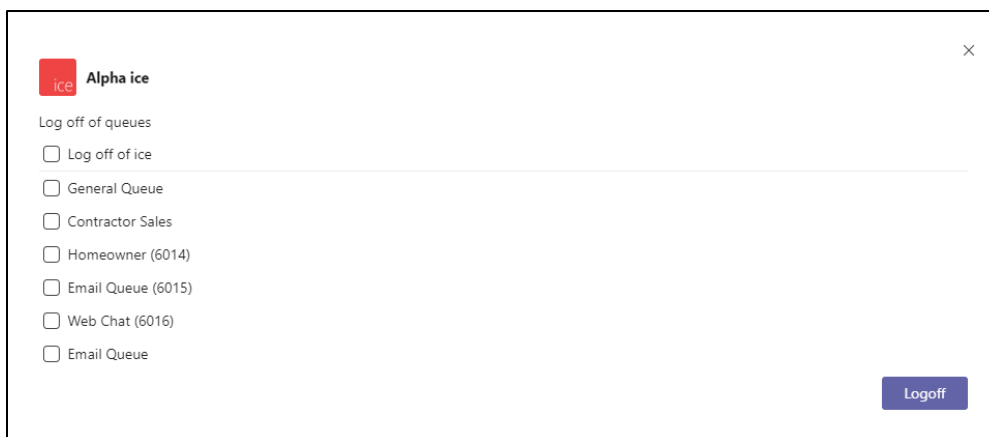 ice
Alpha ice
Log off of queues
Log off of ice
General Queue
Contractor Sales
Homeowner (6014)
Email Queue (6015)
Web Chat (6016)
Email Queue
Logoff